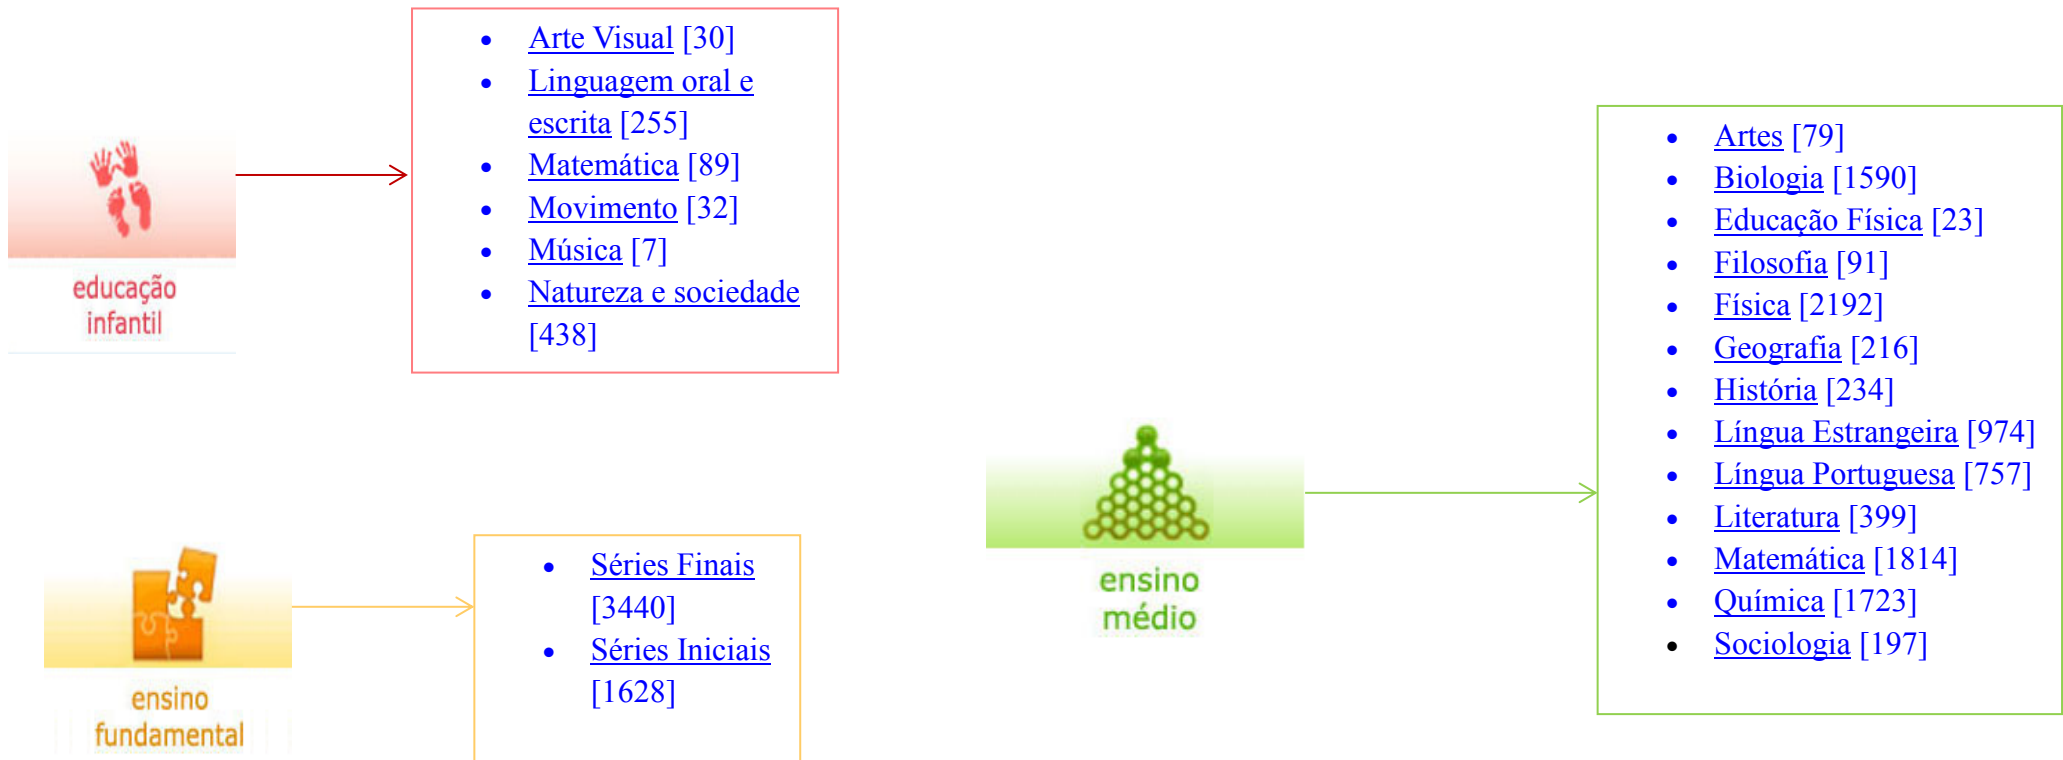 educação
infantil
• Arte Visual [30]
• Linguagem oral e
escrita [255]
• Matemática [89]
• Movimento [32]
• Música [7]
• Natureza e sociedade
[438]
ensino
fundamental
• Séries Finais
[3440]
• Séries Iniciais
[1628]
ensino
médio
• Artes [79]
• Biologia [1590]
• Educação Física [23]
• Filosofia [91]
• Física [2192]
• Geografia [216]
• História [234]
• Língua Estrangeira [974]
• Língua Portuguesa [757]
• Literatura [399]
• Matemática [1814]
• Química [1723]
• Sociologia [197]